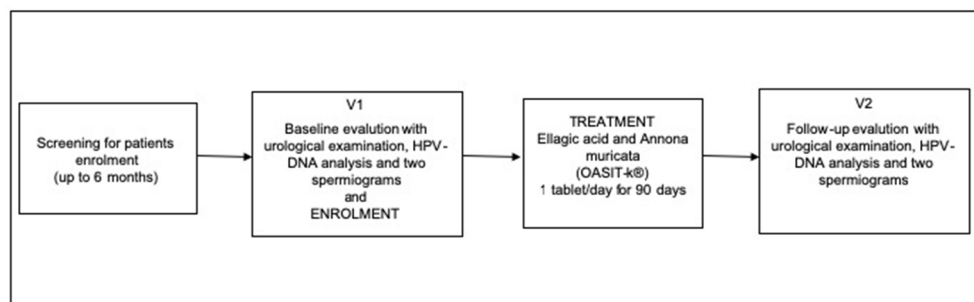 Screening for patients
enrolment
(up to 6 months)
V1
Baseline evalution with
urological examination, HPV-
DNA analysis and two
spermiograms
and
ENROLMENT
TREATMENT
Ellagic acid and Annona
muricata
(OASIT-k®)
1 tablet/day for 90 days
V2
Follow-up evalution with
urological examination, HPV-
DNA analysis and two
spermiograms